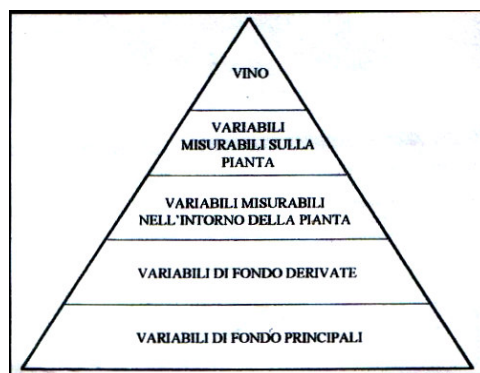 VINO
VARIABILI
MISURABILI SULLA
PIANTA
VARIABILI MISURABILI
NELL'INTORNO DELLA PIANTA
VARIABILI DI FONDO DERIVATE
VARIABILI DI FONDO PRINCIPALI